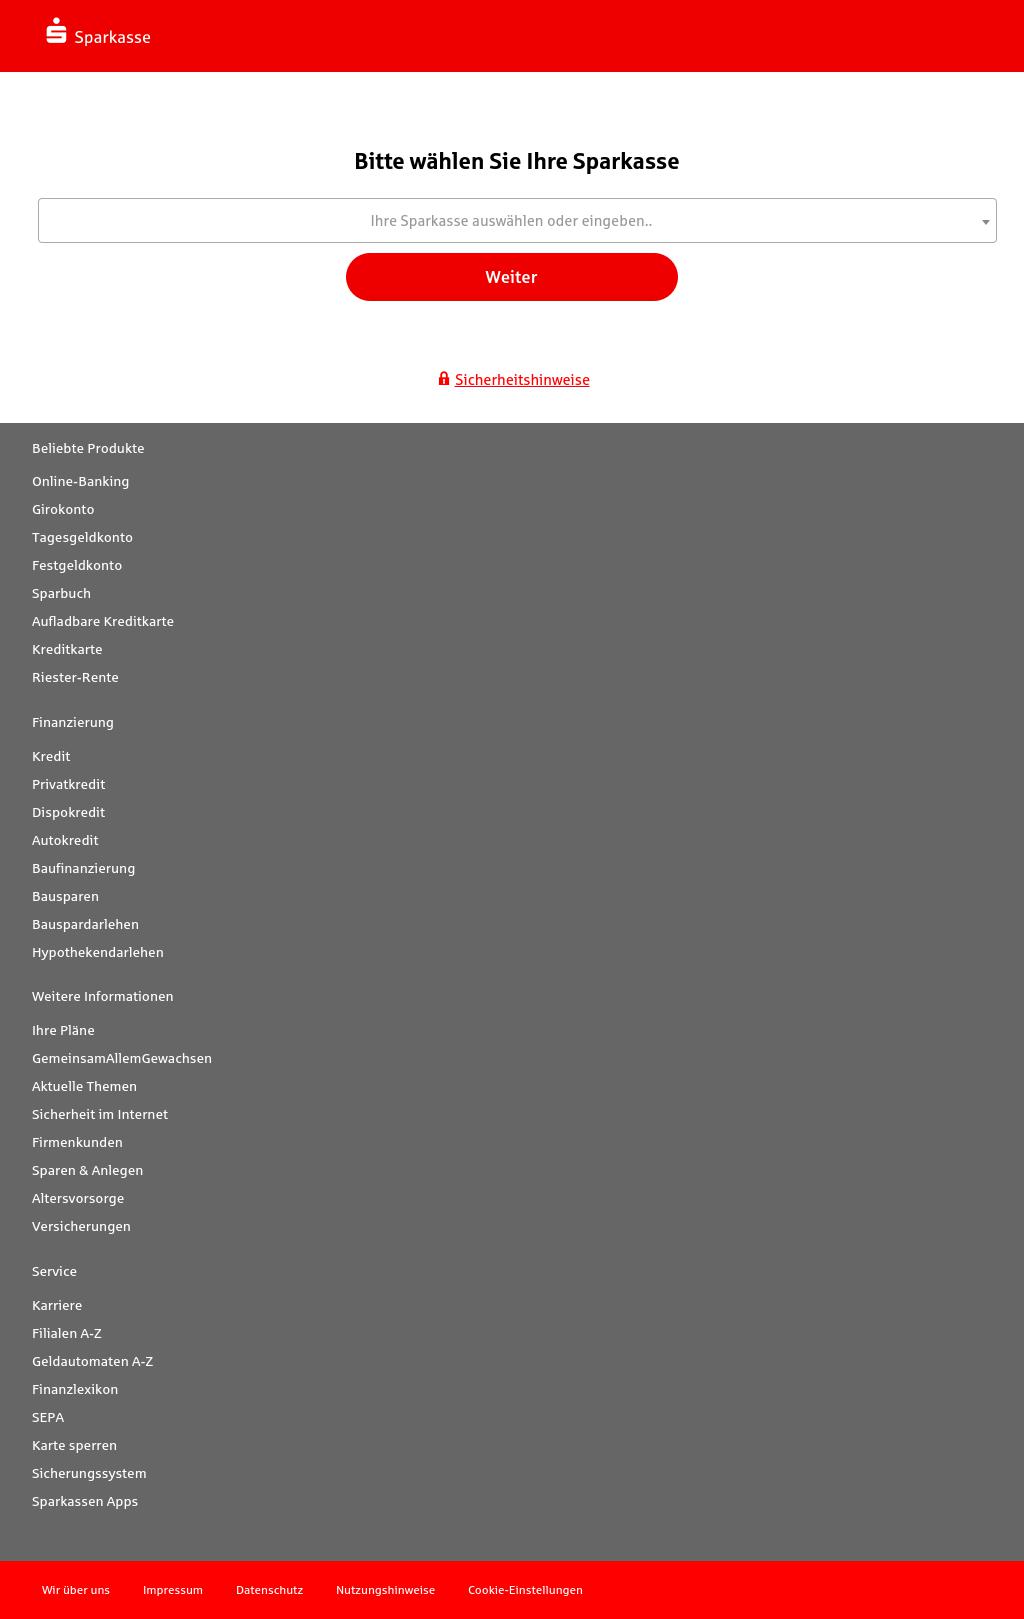 Sparkasse
Bitte wählen Sie Ihre Sparkasse
Ihre Sparkasse auswählen oder eingeben..
Weiter
Sicherheitshinweise
Beliebte Produkte
Online-Banking
Girokonto
Tagesgeldkonto
Festgeldkonto
Sparbuch
Aufladbare Kreditkarte
Kreditkarte
Riester-Rente
Finanzierung
Kredit
Privatkredit
Dispokredit
Autokredit
Baufinanzierung
Bausparen
Bauspardarlehen
Hypothekendarlehen
Weitere Informationen
Ihre Pläne
GemeinsamAllemGewachsen
Aktuelle Themen
Sicherheit im Internet
Firmenkunden
Sparen & Anlegen
Altersvorsorge
Versicherungen
Service
Karriere
Filialen A-Z
Geldautomaten A-Z
Finanzlexikon
SEPA
Karte sperren
Sicherungssystem
Sparkassen Apps
Wir über uns Impressum Datenschutz Nutzungshinweise Cookie-Einstellungen